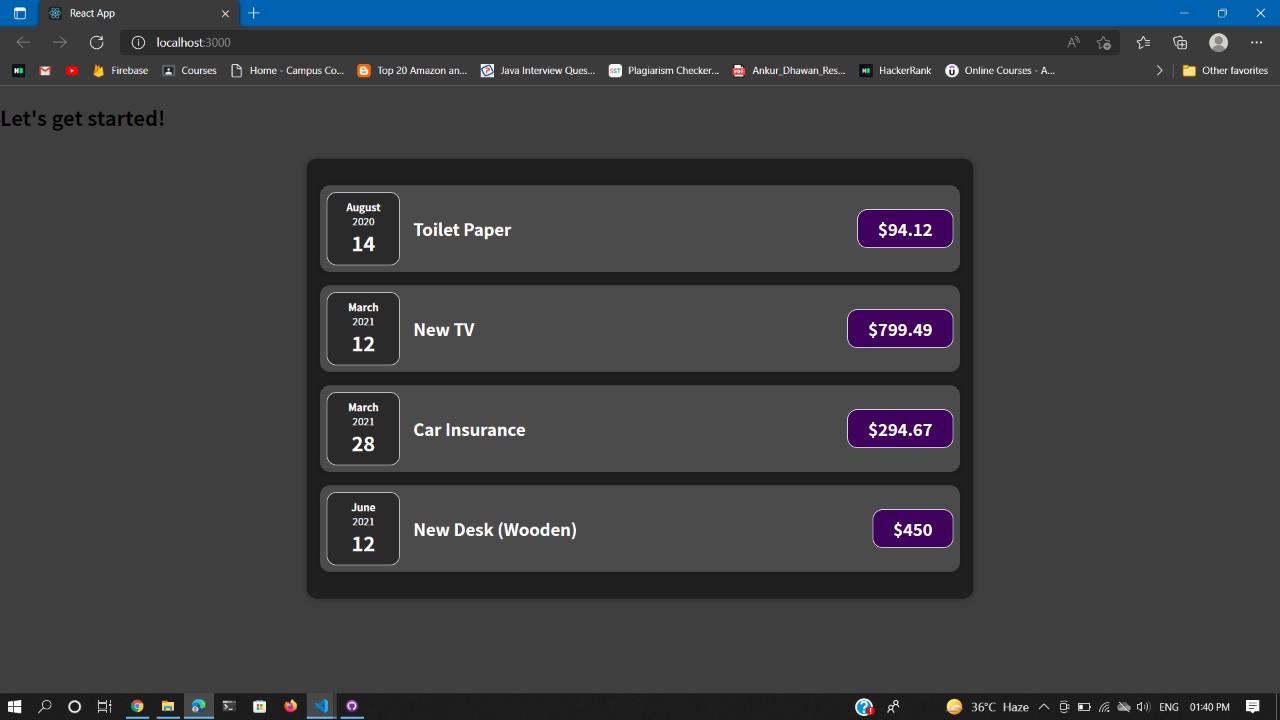 React App
localhost:3000
Firebase
Courses
Home - Campus Co...
Top 20 Amazon an...
Java Interview Ques...
Plagiarism Checker...
Ankur_Dhawan_Res...
HackerRank
Online Courses - A...
Other favorites
Let's get started!
August
2020
14
Toilet Paper
$94.12
March
2021
12
New TV
$799.49
March
2021
28
Car Insurance
$294.67
June
2021
12
New Desk (Wooden)
$450
36°C Haze
ENG
01:40 PM